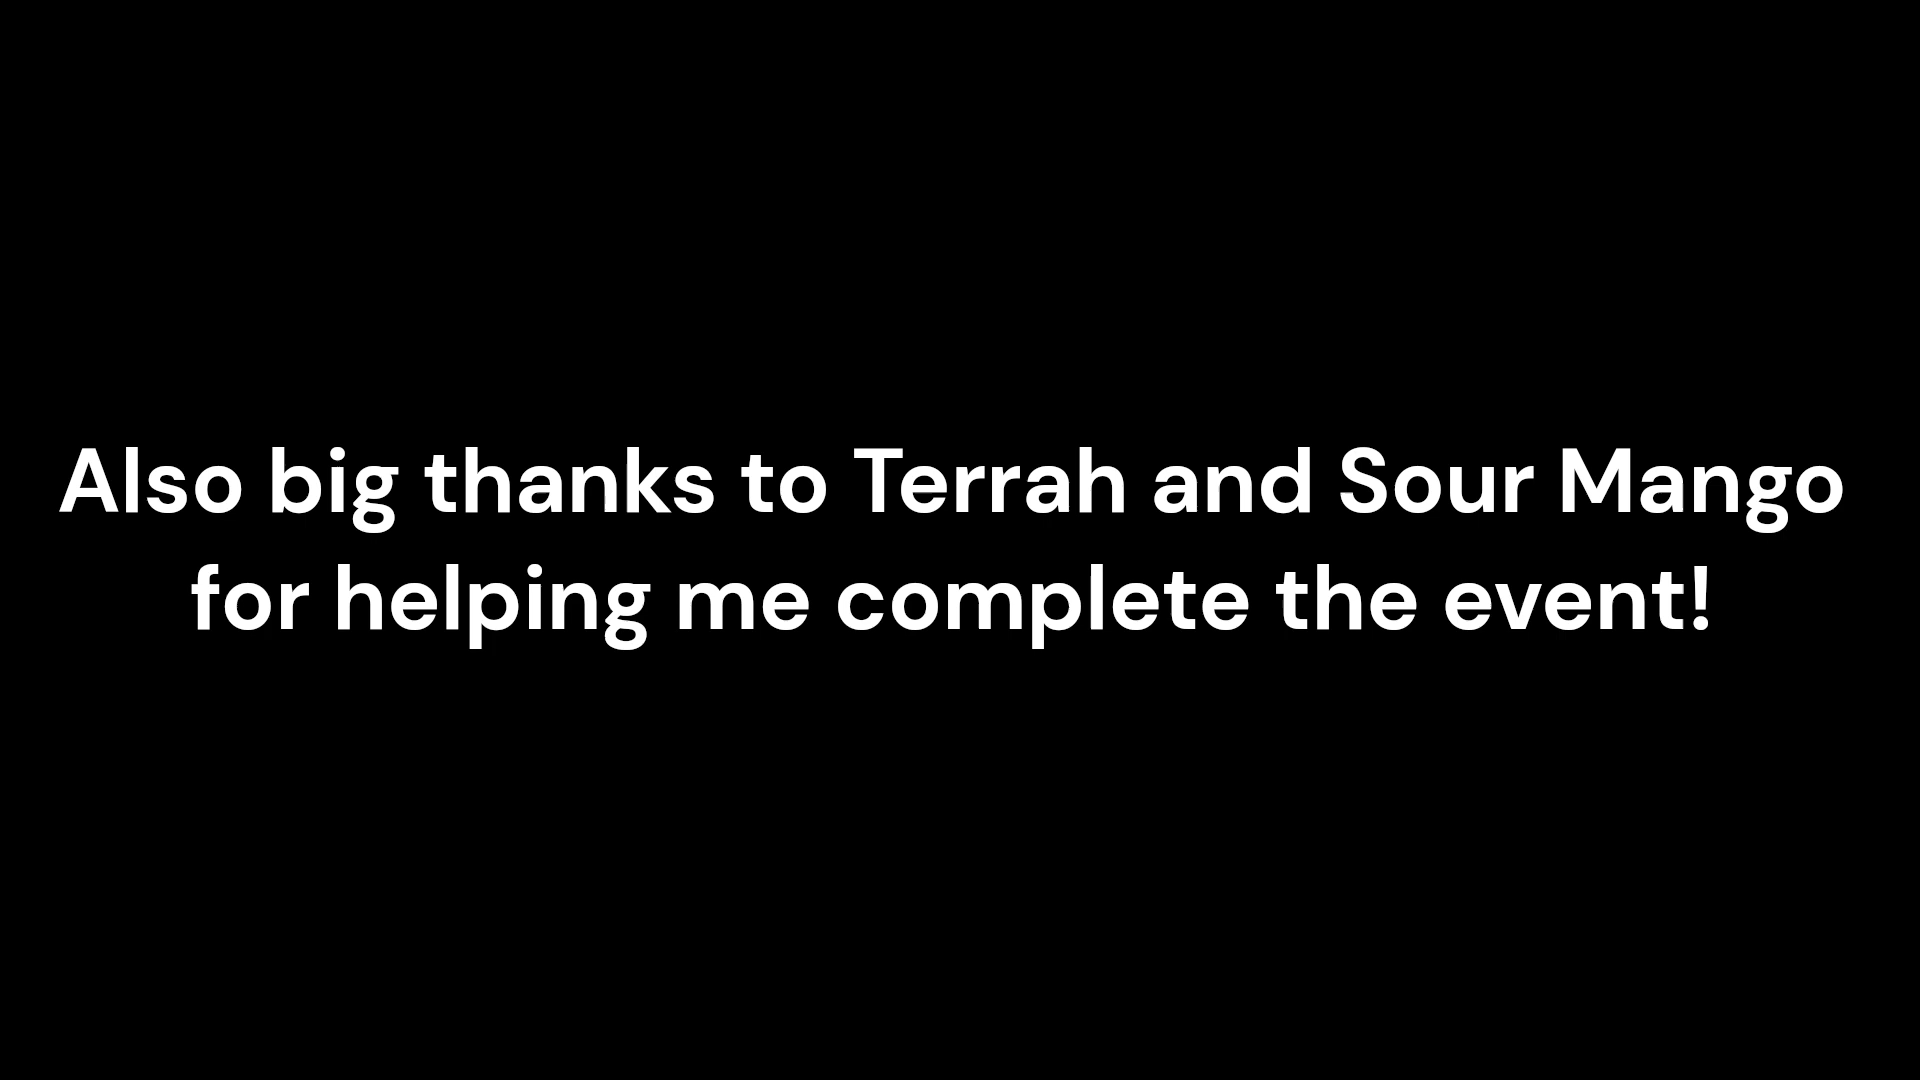 Also big thanks to Terrah and Sour Mango
for helping me complete the event!